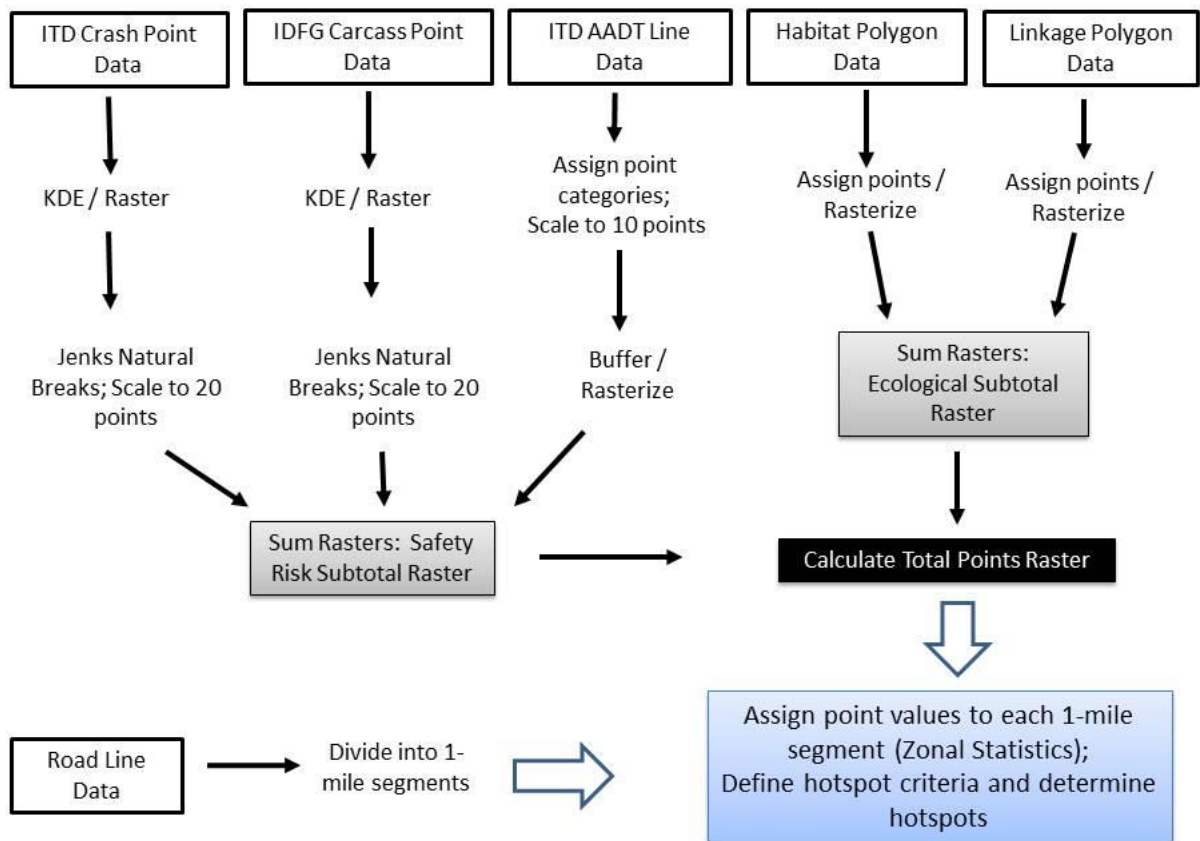 ITD Crash Point
Data
IDFG Carcass Point
Data
ITD AADT Line
Data
Habitat Polygon
Data
Linkage Polygon
Data
KDE / Raster
KDE / Raster
Assign point
categories;
Scale to 10 points
Assign points /
Rasterize
Assign points /
Rasterize
Jenks Natural
Breaks; Scale to 20
points
Jenks Natural
Breaks; Scale to 20
points
Buffer /
Rasterize
Sum Rasters:
Ecological Subtotal
Raster
Sum Rasters: Safety
Risk Subtotal Raster
Calculate Total Points Raster
Road Line
Data
Divide into 1-
mile segments
Assign point values to each 1-mile
segment (Zonal Statistics);
Define hotspot criteria and determine
hotspots